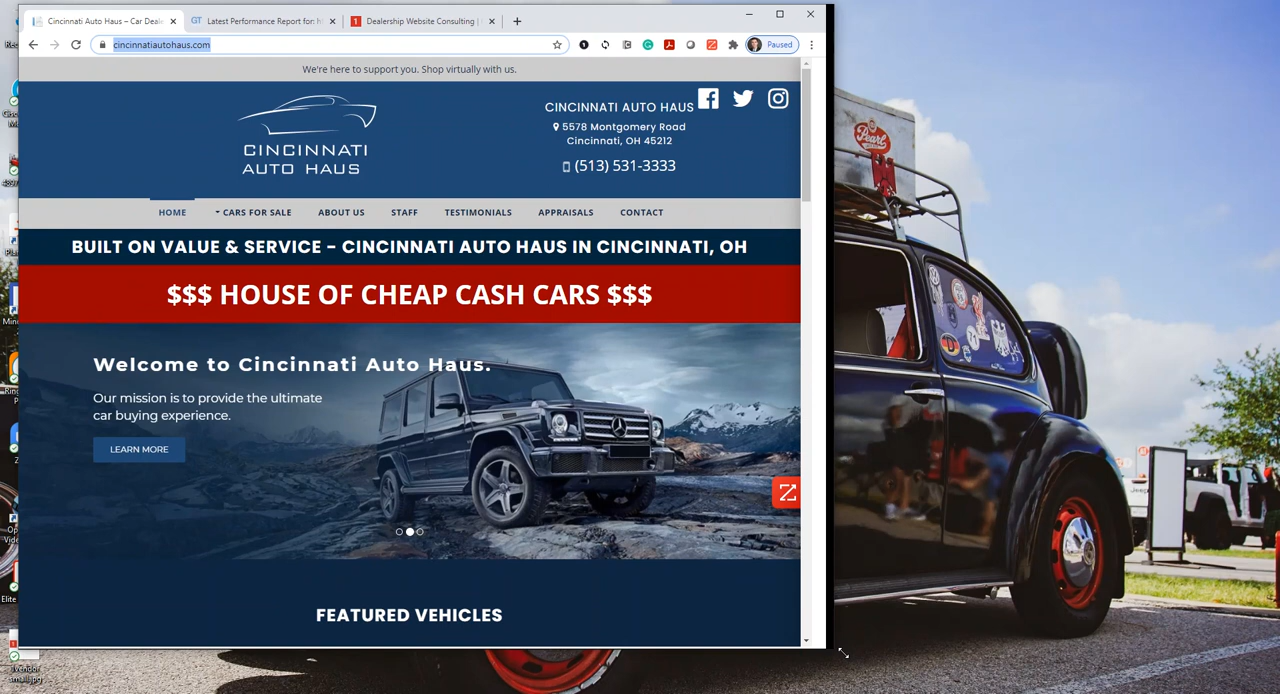 Cincinnati Auto Haus – Car Deale
Latest Performance Report for: h
Dealership Website Consulting |
cincinnatiautohaus.com
Paused
We're here to support you. Shop virtually with us.
CINCINNATI
AUTO HAUS
CINCINNATI AUTO HAUS
5578 Montgomery Road
Cincinnati, OH 45212
(513) 531-3333
HOME
CARS FOR SALE
ABOUT US
STAFF
TESTIMONIALS
APPRAISALS
CONTACT
BUILT ON VALUE & SERVICE – CINCINNATI AUTO HAUS IN CINCINNATI, OH
$$$ HOUSE OF CHEAP CASH CARS $$$
Welcome to Cincinnati Auto Haus.
Our mission is to provide the ultimate
car buying experience.
LEARN MORE
FEATURED VEHICLES
Pearl
Jeep